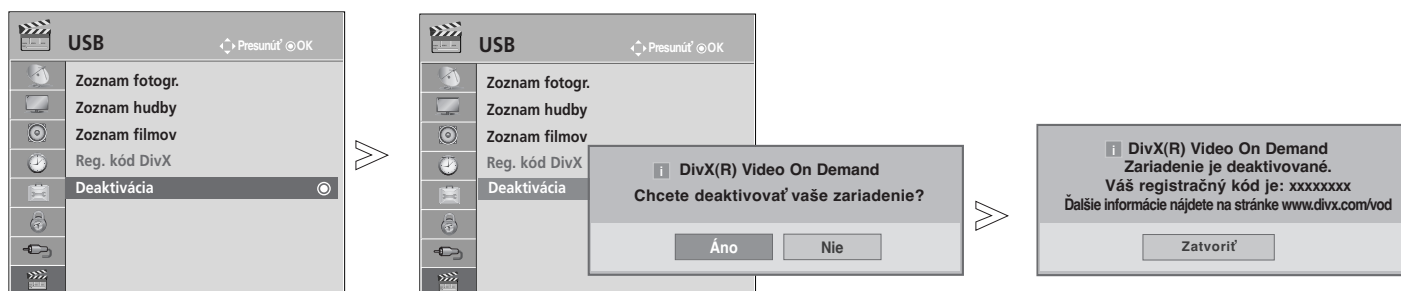 USB
Presunúť OK
Zoznam fotogr.
Zoznam hudby
Zoznam filmov
Reg. kód DivX
Deaktivácia
USB
Presunúť OK
Zoznam fotogr.
Zoznam hudby
Zoznam filmov
Reg. kód DivX
Deaktivácia
i DivX(R) Video On Demand
Chcete deaktivovať vaše zariadenie?
Áno
Nie
i DivX(R) Video On Demand
Zariadenie je deaktivované.
Váš registračný kód je: xxxxxxxx
Ďalšie informácie nájdete na stránke www.divx.com/vod
Zatvoriť